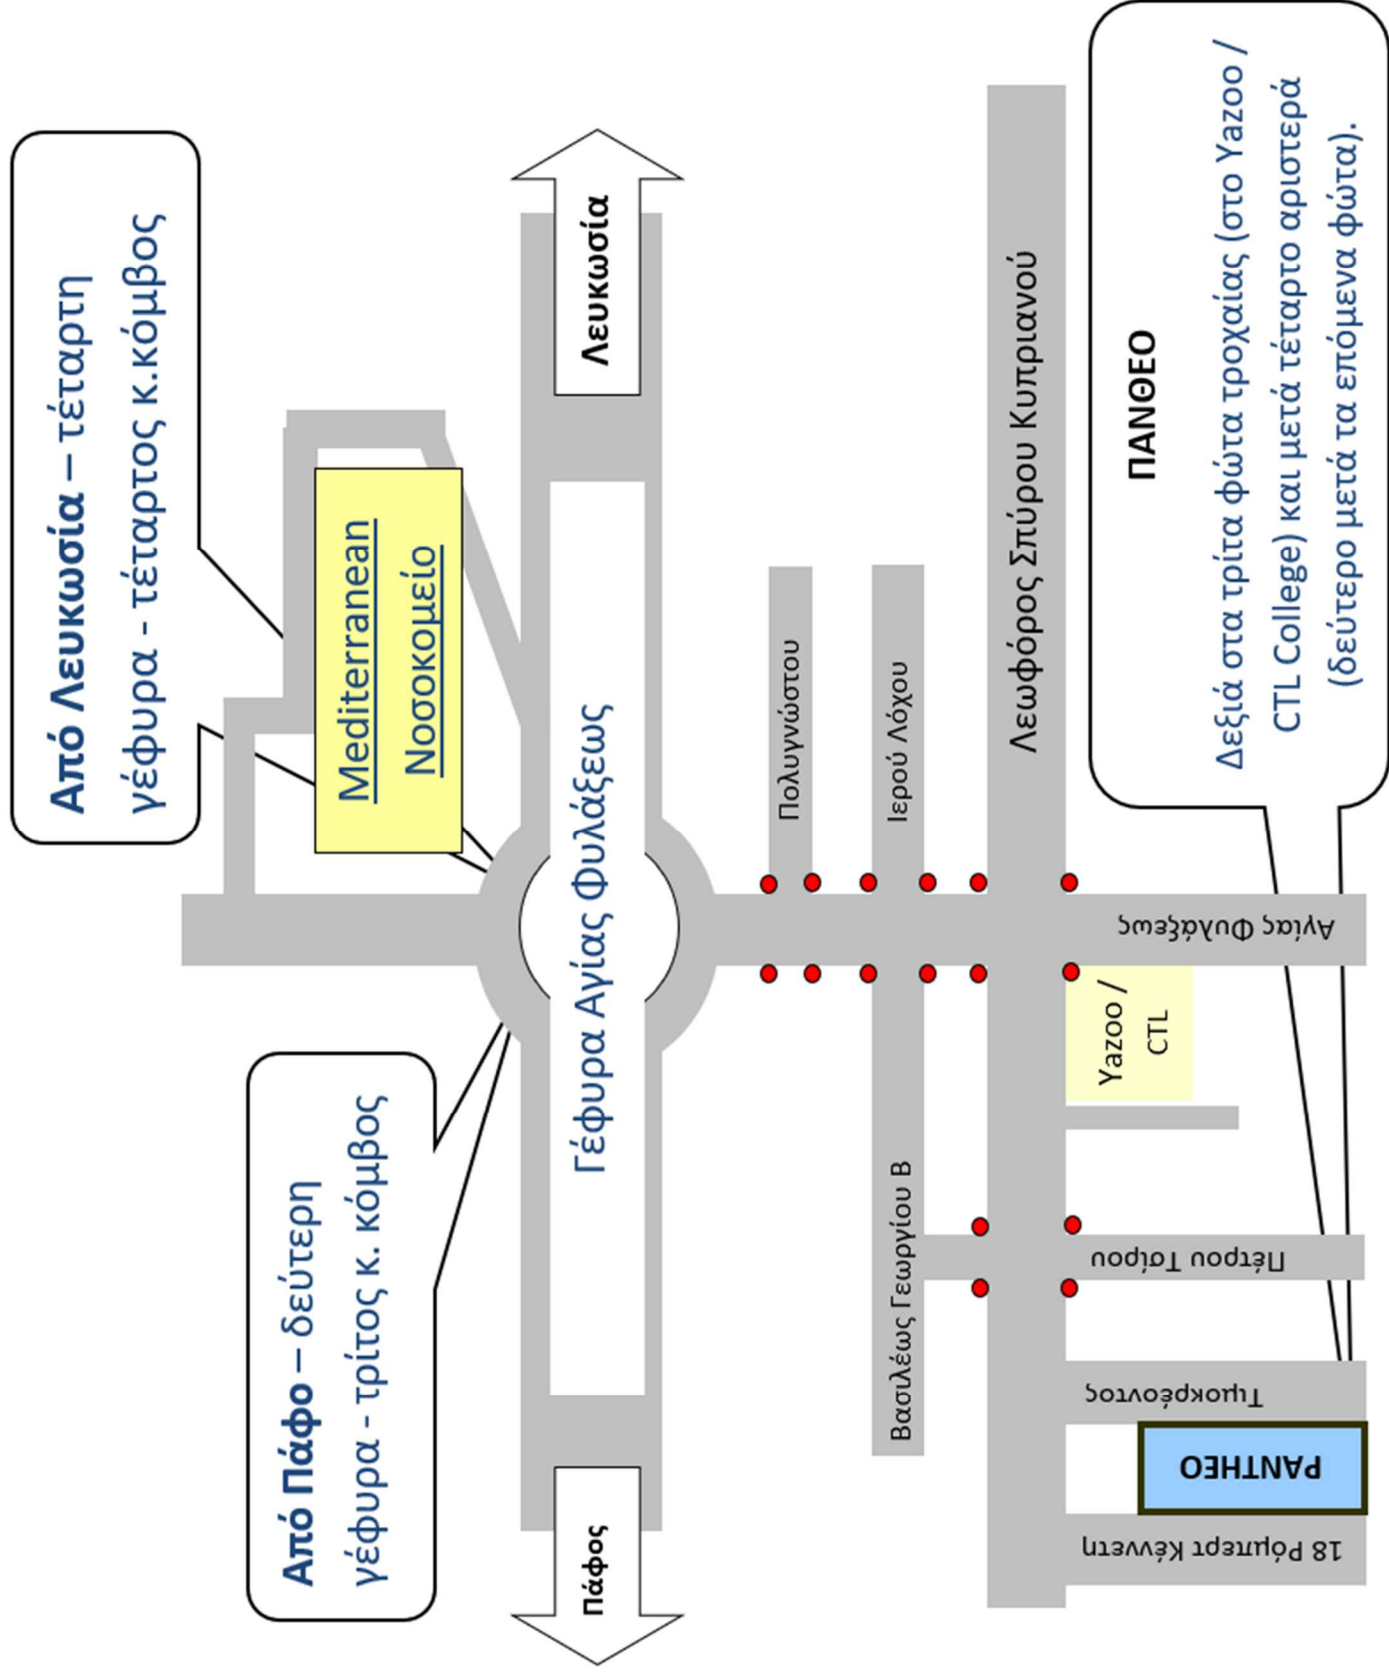 Από Λευκωσία – τέταρτη
γέφυρα - τέταρτος κ.κόμβος
Mediterranean
Νοσοκομείο
Από Πάφο – δεύτερη
γέφυρα - τρίτος κ. κόμβος
Πάφος
Γέφυρα Αγίας Φυλάξεως
Λευκωσία
Πολυγνώστου
Ιερού Λόχου
Βασιλέως Γεωργίου Β
Λεωφόρος Σπύρου Κυπριανού
Αγίας Φυλάξεως
Yazoo /
CTL
Πέτρου Τσίρου
Τιμοκρέοντος
PANTHEO
18 Ρόμπερτ Κέννετη
ΠΑΝΘΕΟ
Δεξιά στα τρίτα φώτα τροχαίας (στο Yazoo /
CTL College) και μετά τέταρτο αριστερά
(δεύτερο μετά τα επόμενα φώτα).